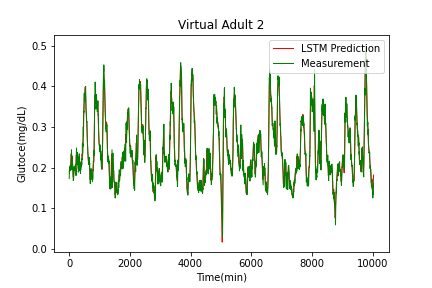 Virtual Adult 2
LSTM Prediction
Measurement
Glutoce(mg/dL)
0.5
0.4
0.3
0.2
0.1
0.0
0
2000
4000
6000
8000
10000
Time(min)